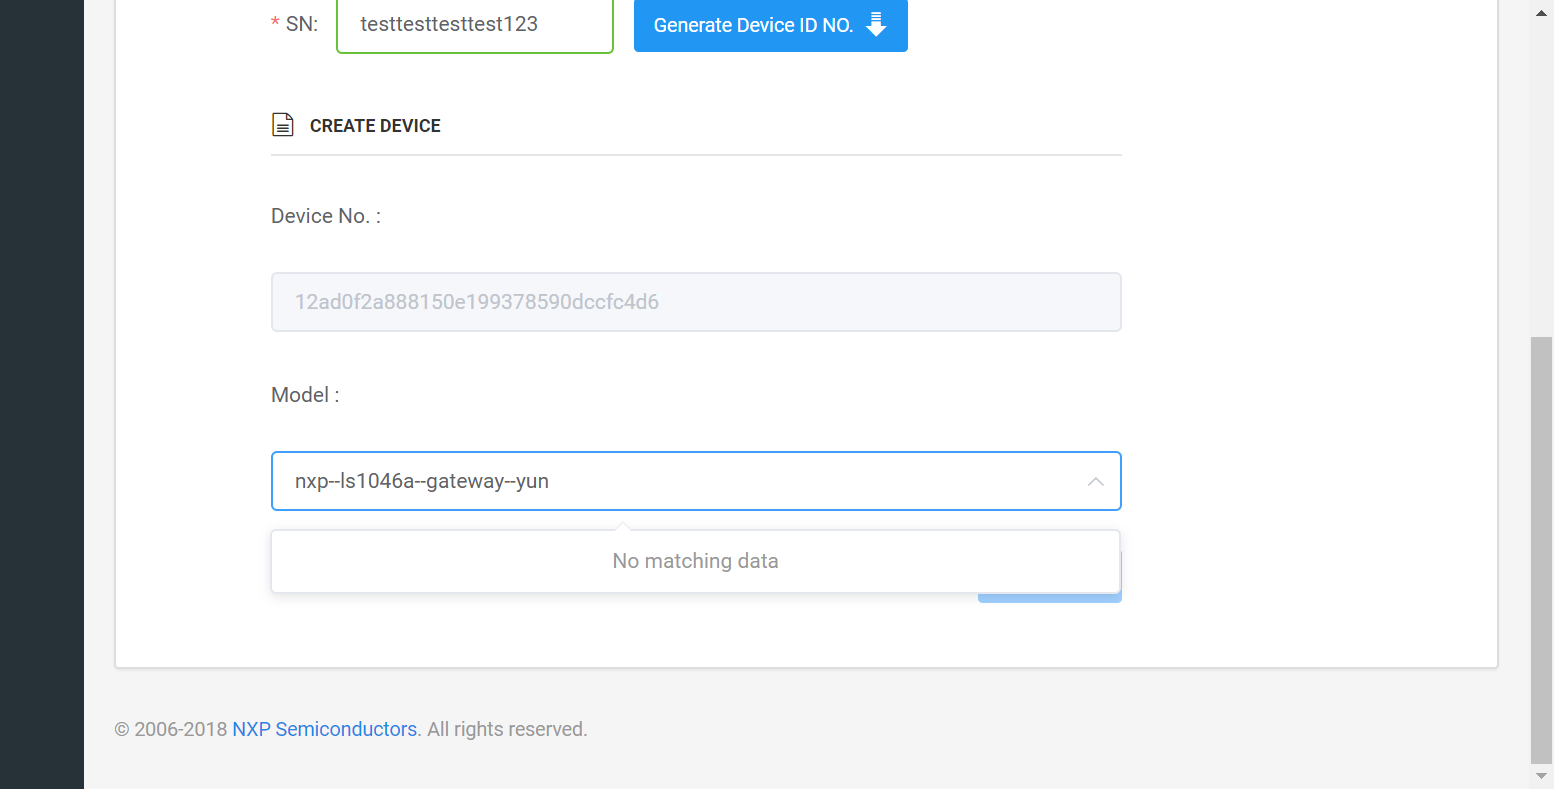 * SN: testtesttesttest123 Generate Device ID NO.
CREATE DEVICE
Device No. :
12ad0f2a888150e199378590dccfc4d6
Model :
nxp--ls1046a--gateway--yun
No matching data
© 2006-2018 NXP Semiconductors. All rights reserved.